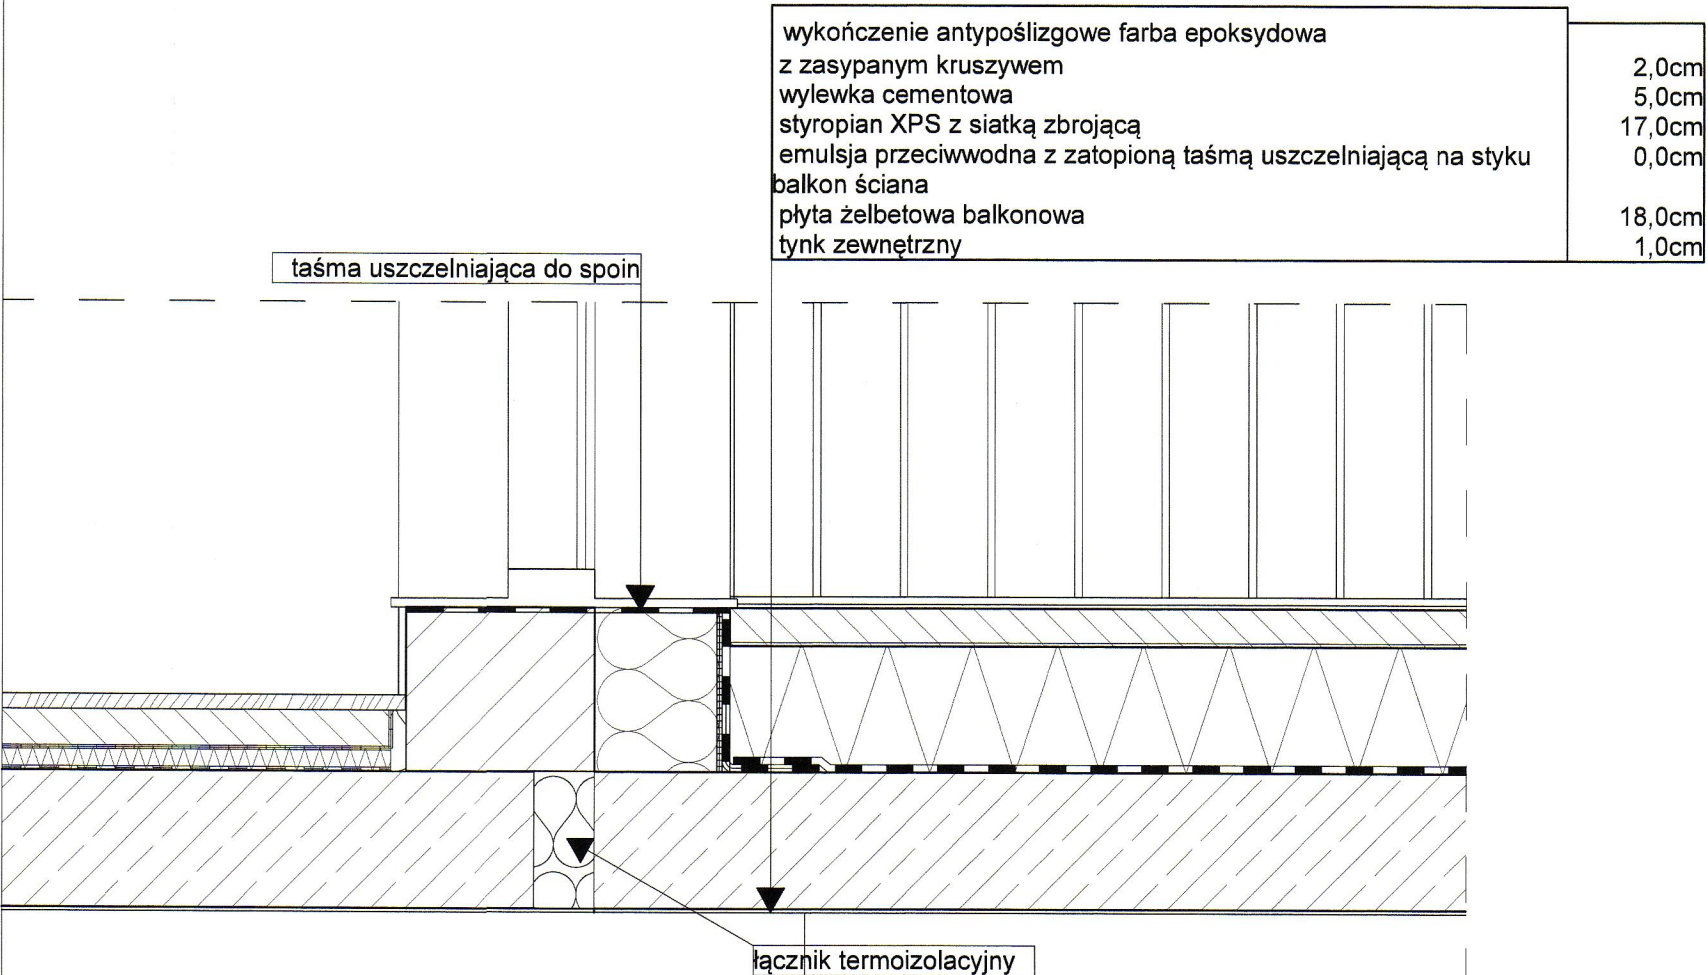 wykończenie antypoślizgowe farba epoksydowa
z zasypanym kruszywem 2,0cm
wylewka cementowa 5,0cm
styropian XPS z siatką zbrojącą 17,0cm
emulsja przeciwwodna z zatopioną taśmą uszczelniającą na styku 0,0cm
balkon ściana
płyta żelbetowa balkonowa 18,0cm
tynk zewnętrzny 1,0cm
taśma uszczelniająca do spoin
łącznik termoizolacyjny